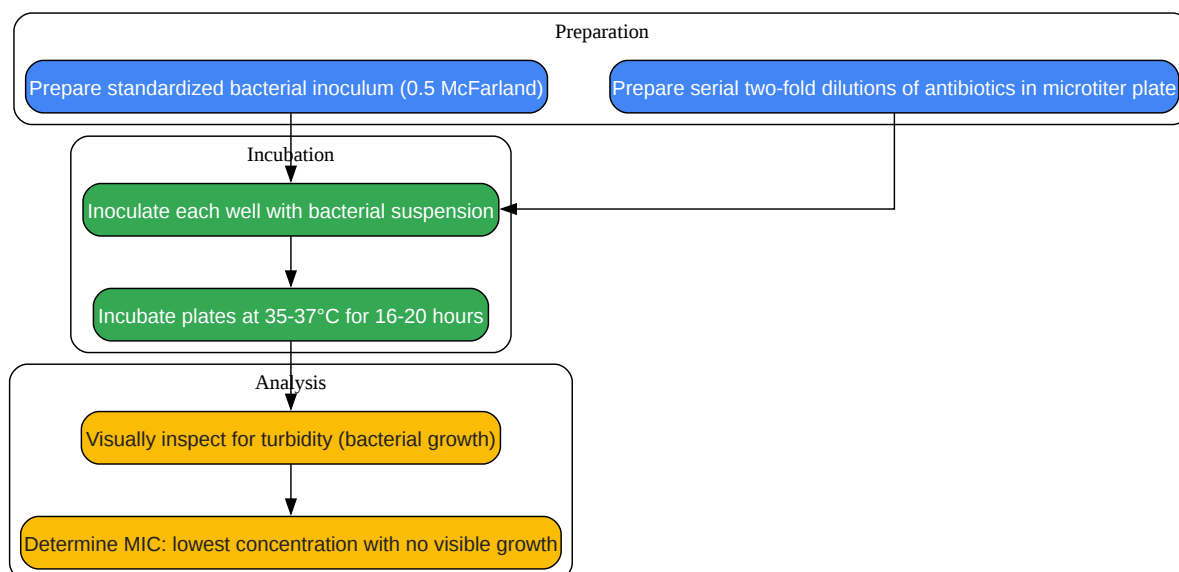 Preparation
Prepare standardized bacterial inoculum (0.5 McFarland)
Prepare serial two-fold dilutions of antibiotics in microtiter plate
Incubation
Inoculate each well with bacterial suspension
Incubate plates at 35-37°C for 16-20 hours
Analysis
Visually inspect for turbidity (bacterial growth)
Determine MIC: lowest concentration with no visible growth